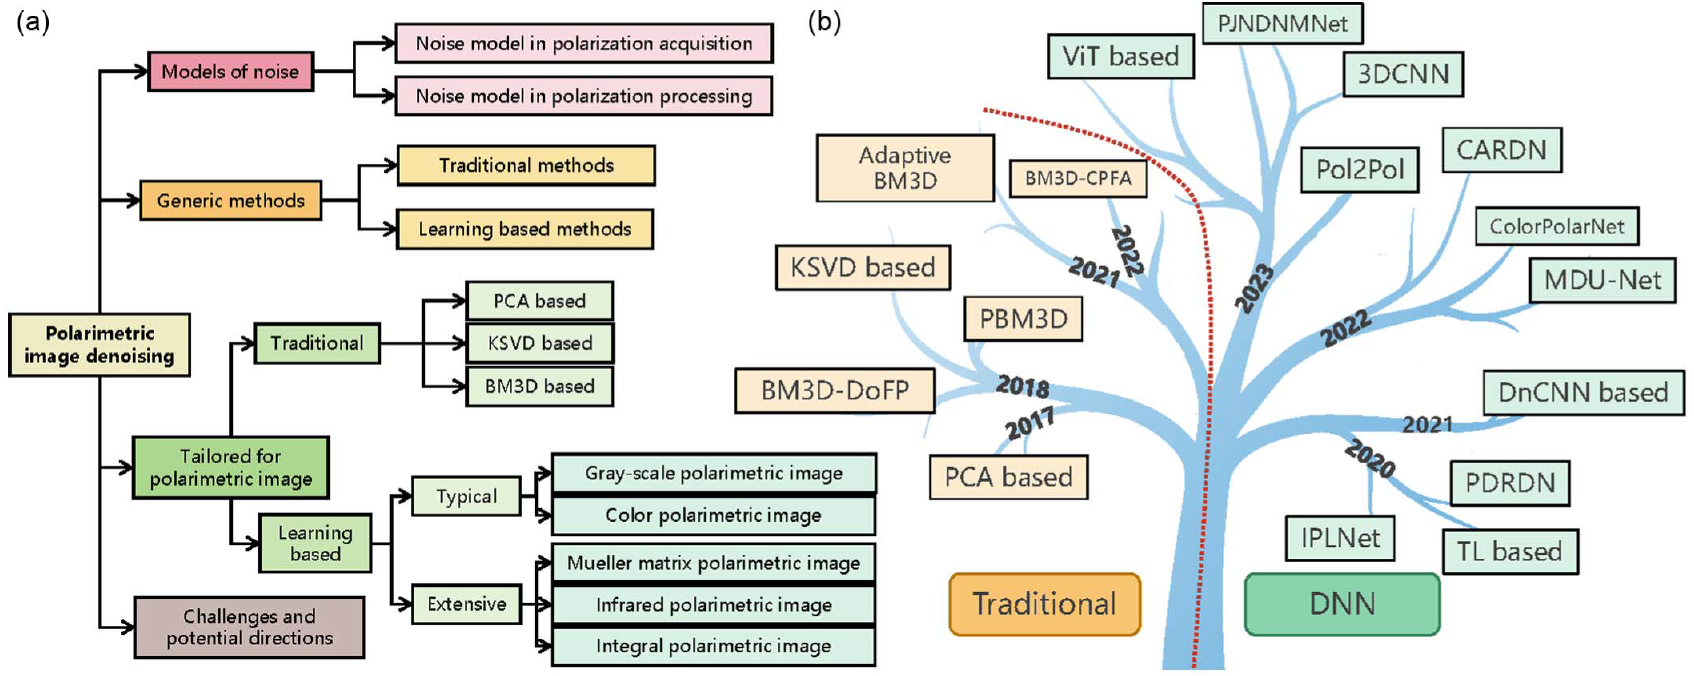 (a)
Models of noise
Noise model in polarization acquisition
Noise model in polarization processing
Generic methods
Traditional methods
Learning based methods
Polarimetric
image denoising
Traditional
PCA based
KSVD based
BM3D based
Tailored for
polarimetric image
Learning
based
Typical
Gray-scale polarimetric image
Color polarimetric image
Extensive
Mueller matrix polarimetric image
Infrared polarimetric image
Integral polarimetric image
Challenges and
potential directions
(b)
PJNDNMNet
ViT based
3DCNN
Adaptive
BM3D
BM3D-CPFA
Pol2Pol
CARDN
ColorPolarNet
KSVD based
2021
2022
2023
MDU-Net
PBM3D
2022
BM3D-DoFP
2018
DnCNN based
2017
2021
2020
PCA based
PDRDN
IPLNet
TL based
Traditional
DNN